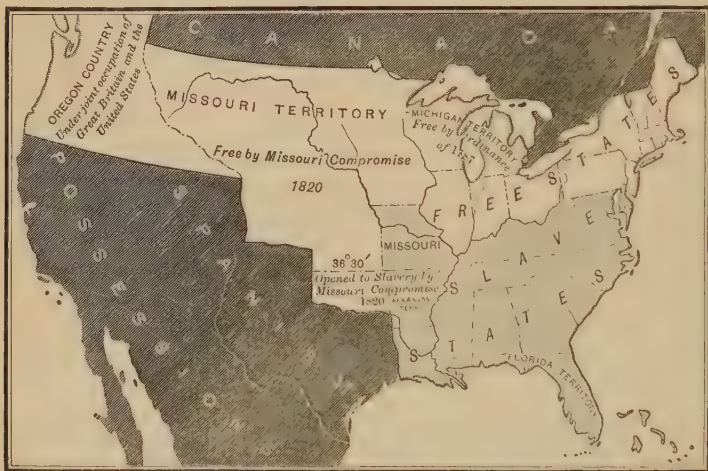 CANADA
OREGON COUNTRY
Under joint occupation of
Great Britain and the
United States
MISSOURI TERRITORY
Free by Missouri Compromise
1820
MICHIGAN TERRITORY
Free by Ordinance
of 1787
FREE STATES
MISSOURI
36° 30′
Opened to Slavery by
Missouri Compromise
1820
SLAVE
STATES
FLORIDA TERRITORY
SPANISH
POSSESSIONS